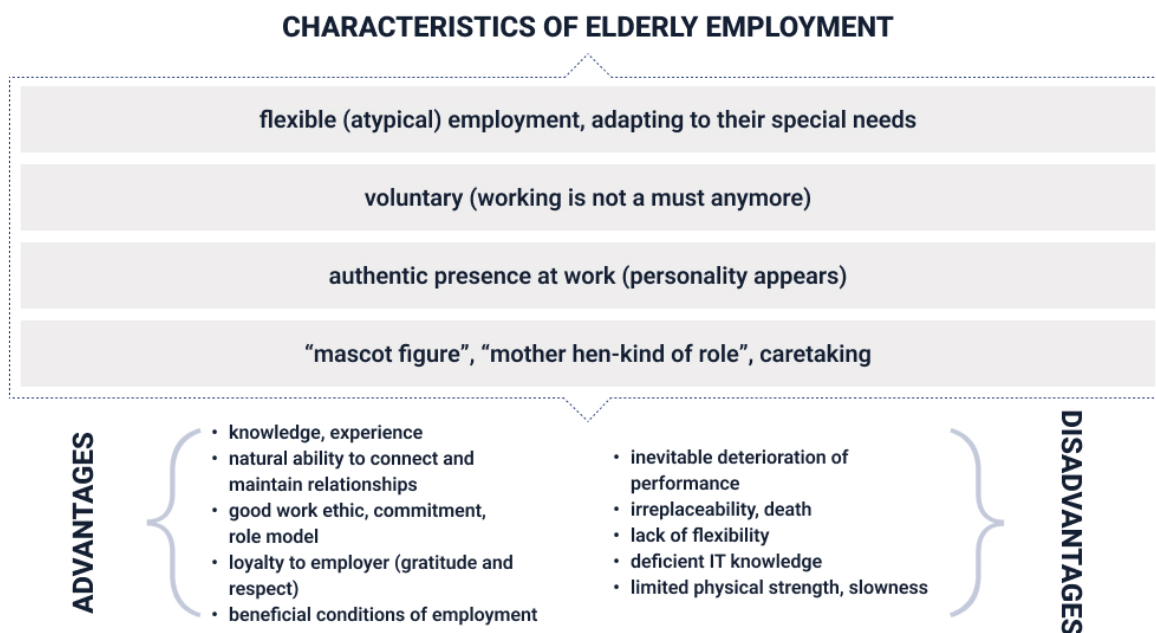 CHARACTERISTICS OF ELDERLY EMPLOYMENT
flexible (atypical) employment, adapting to their special needs
voluntary (working is not a must anymore)
authentic presence at work (personality appears)
“mascot figure”, “mother hen-kind of role”, caretaking
ADVANTAGES
• knowledge, experience
• natural ability to connect and
maintain relationships
• good work ethic, commitment,
role model
• loyalty to employer (gratitude and
respect)
• beneficial conditions of employment
• inevitable deterioration of
performance
• irreplaceability, death
• lack of flexibility
• deficient IT knowledge
• limited physical strength, slowness
DISADVANTAGES